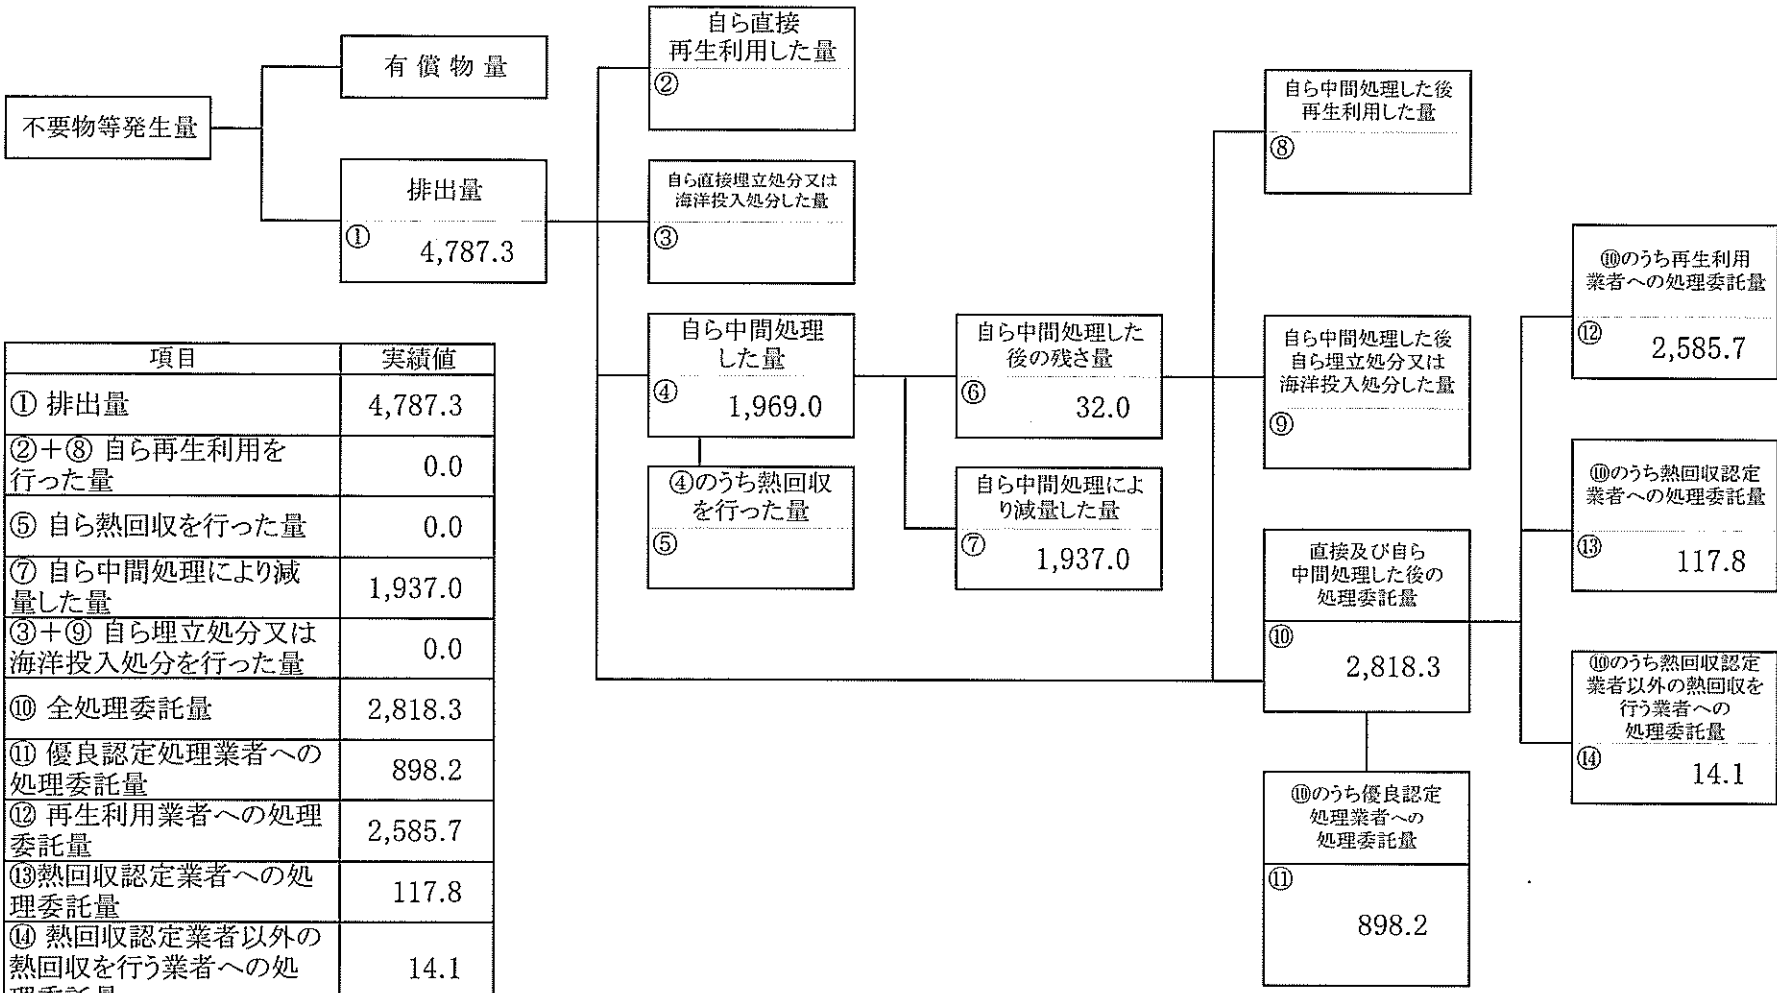 自ら直接
再生利用した量
②
有償物量
不要物等発生量
排出量
①
4,787.3
自ら直接埋立処分又は
海洋投入処分した量
③
自ら中間処理
した量
④
1,969.0
④のうち熱回収
を行った量
⑤
自ら中間処理した
後の残さ量
⑥
32.0
自ら中間処理によ
り減量した量
⑦
1,937.0
自ら中間処理した後
再生利用した量
⑧
自ら中間処理した後
自ら埋立処分又は
海洋投入処分した量
⑨
直接及び自ら
中間処理した後の
処理委託量
⑩
2,818.3
⑩のうち優良認定
処理業者への
処理委託量
⑪
898.2
⑩のうち再生利用
業者への処理委託量
⑫
2,585.7
⑩のうち熱回収認定
業者への処理委託量
⑬
117.8
⑩のうち熱回収認定
業者以外の熱回収を
行う業者への
処理委託量
⑭
14.1
項目 実績値
① 排出量 4,787.3
②+⑧ 自ら再生利用を
行った量 0.0
⑤ 自ら熱回収を行った量 0.0
⑦ 自ら中間処理により減
量した量 1,937.0
③+⑨ 自ら埋立処分又は
海洋投入処分を行った量 0.0
⑩ 全処理委託量 2,818.3
⑪ 優良認定処理業者への
処理委託量 898.2
⑫ 再生利用業者への処理
委託量 2,585.7
⑬熱回収認定業者への処
理委託量 117.8
⑭ 熱回収認定業者以外の
熱回収を行う業者への処 14.1